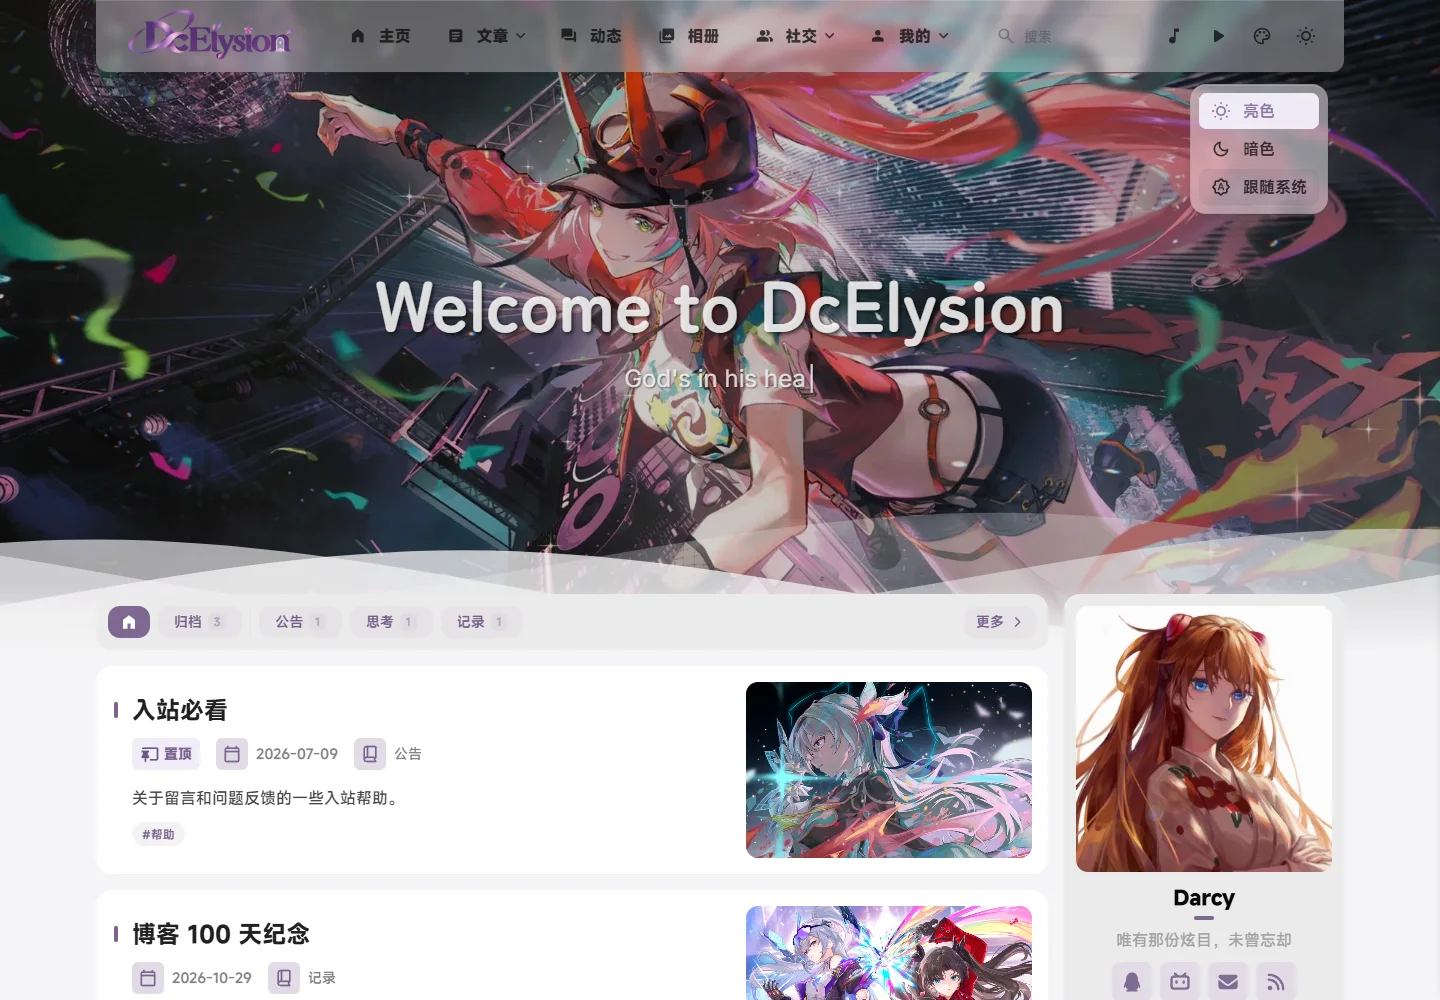 DcElysion
主页
文章
动态
相册
社交
我的
搜索
亮色
暗色
跟随系统
Welcome to DcElysion
God's in his hea|
归档 3
公告 1
思考 1
记录 1
更多
入站必看
置顶 2026-07-09 公告
关于留言和问题反馈的一些入站帮助。
#帮助
博客 100 天纪念
2026-10-29 记录
Darcy
唯有那份炫目，未曾忘却